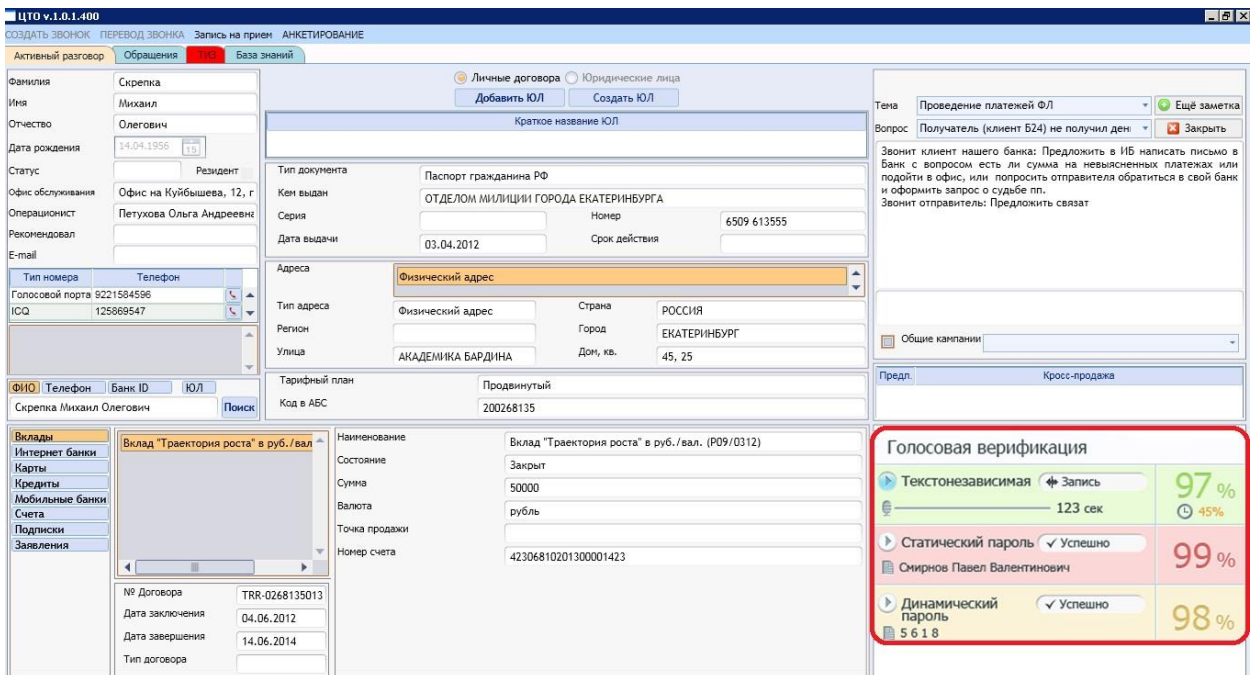 ЦТО v.1.0.1.400
СОЗДАТЬ ЗВОНОК ПЕРЕВОД ЗВОНКА Запись на прием АНКЕТИРОВАНИЕ
Активный разговор Обращения ТИЗ База знаний
Фамилия Скрепка
Имя Михаил
Отчество Олегович
Дата рождения 14.04.1956 15
Статус Резидент
Офис обслуживания Офис на Куйбышева, 12, г
Операционист Петухова Ольга Андреевна
Рекомендовал
E-mail
Тип номера Телефон
Голосовой порта 9221584596
ICQ 125869547
ФИО Телефон Банк ID ЮЛ
Скрепка Михаил Олегович Поиск
Личные договора Юридические лица
Добавить ЮЛ Создать ЮЛ
Краткое название ЮЛ
Тип документа Паспорт гражданина РФ
Кем выдан ОТДЕЛОМ МИЛИЦИИ ГОРОДА ЕКАТЕРИНБУРГА
Серия Номер 6509 613555
Дата выдачи 03.04.2012 Срок действия
Адреса Физический адрес
Тип адреса Физический адрес Страна РОССИЯ
Регион Город ЕКАТЕРИНБУРГ
Улица АКАДЕМИКА БАРДИНА Дом, кв. 45, 25
Тарифный план Продвинутый
Код в АБС 200268135
Тема Проведение платежей ФЛ Ещё заметка
Вопрос Получатель (клиент Б24) не получил ден Закрыть
Звонит клиент нашего банка: Предложить в ИБ написать письмо в
Банк с вопросом есть ли сумма на невыясненных платежах или
подойти в офис, или попросить отправителя обратиться в свой банк
и оформить запрос о судьбе пп.
Звонит отправитель: Предложить связат
Общие кампании
Предл. Кросс-продажа
Вклады
Интернет банки
Карты
Кредиты
Мобильные банки
Счета
Подписки
Заявления
Вклад "Траектория роста" в руб./вал
№ Договора TRR-0268135013
Дата заключения 04.06.2012
Дата завершения 14.06.2014
Тип договора
Наименование Вклад "Траектория роста" в руб./вал. (P09/0312)
Состояние Закрыт
Сумма 50000
Валюта рубль
Точка продажи
Номер счета 42306810201300001423
Голосовая верификация
Текстонезависимая Запись 97 %
123 сек 45%
Статический пароль Успешно 99 %
Смирнов Павел Валентинович
Динамический пароль Успешно 98 %
5 6 1 8